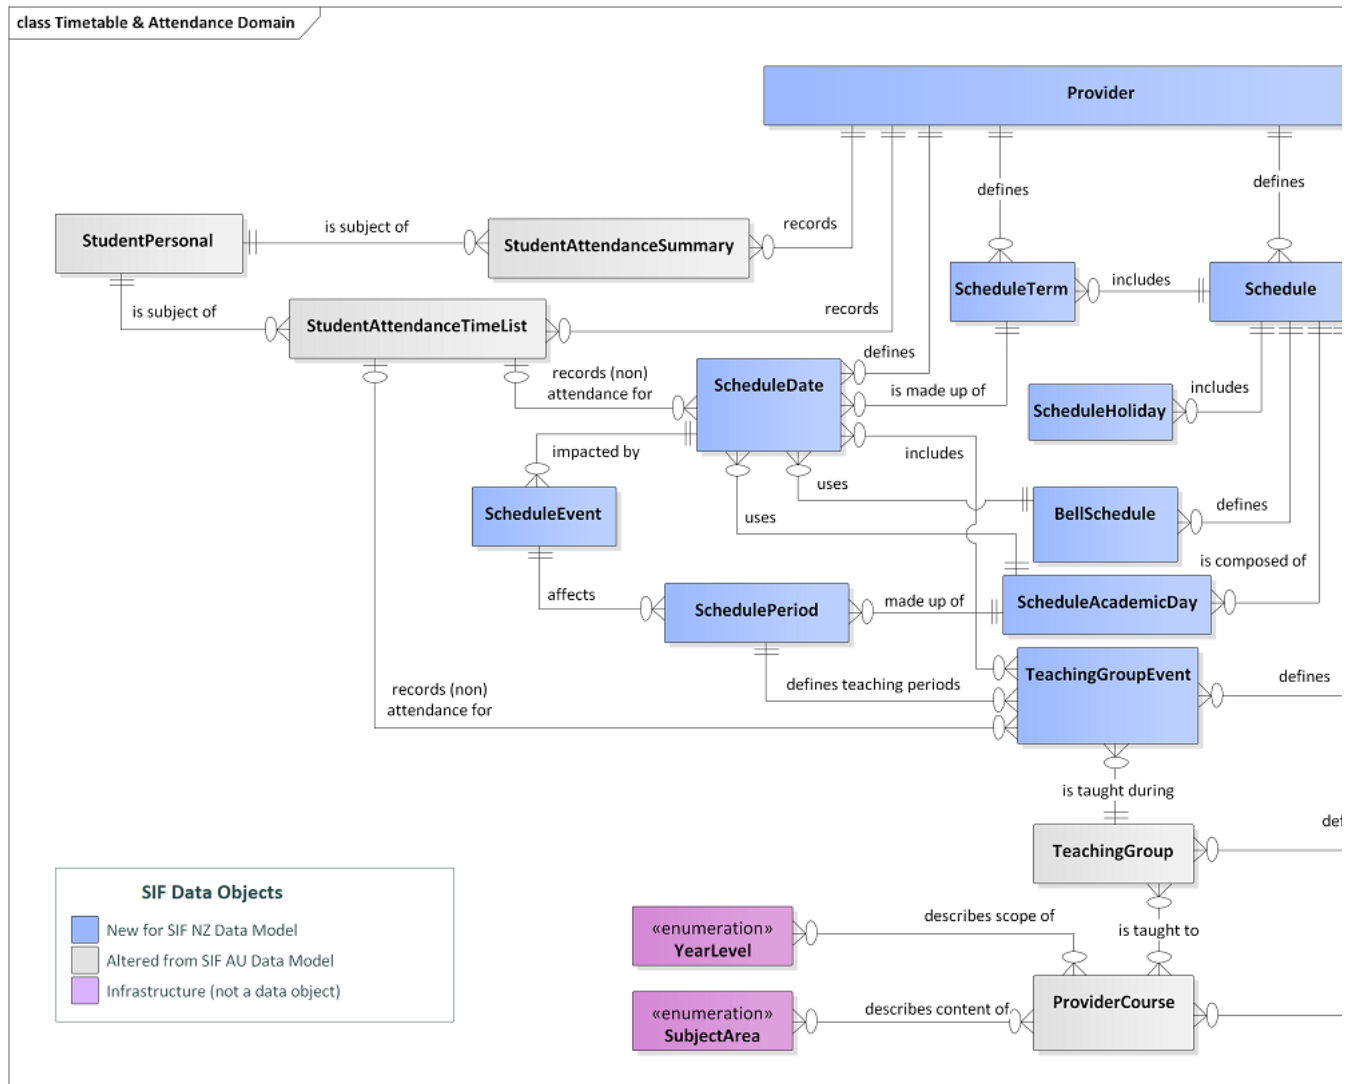 class Timetable & Attendance Domain
Provider
defines
defines
StudentPersonal
is subject of
StudentAttendanceSummary
records
ScheduleTerm
includes
Schedule
is subject of
StudentAttendanceTimeList
records
defines
records (non)
attendance for
ScheduleDate
is made up of
ScheduleHoliday
includes
impacted by
includes
uses
ScheduleEvent
uses
BellSchedule
defines
is composed of
affects
SchedulePeriod
made up of
ScheduleAcademicDay
records (non)
attendance for
defines teaching periods
TeachingGroupEvent
defines
is taught during
def
TeachingGroup
SIF Data Objects
New for SIF NZ Data Model
Altered from SIF AU Data Model
Infrastructure (not a data object)
«enumeration»
YearLevel
describes scope of
is taught to
«enumeration»
SubjectArea
describes content of
ProviderCourse